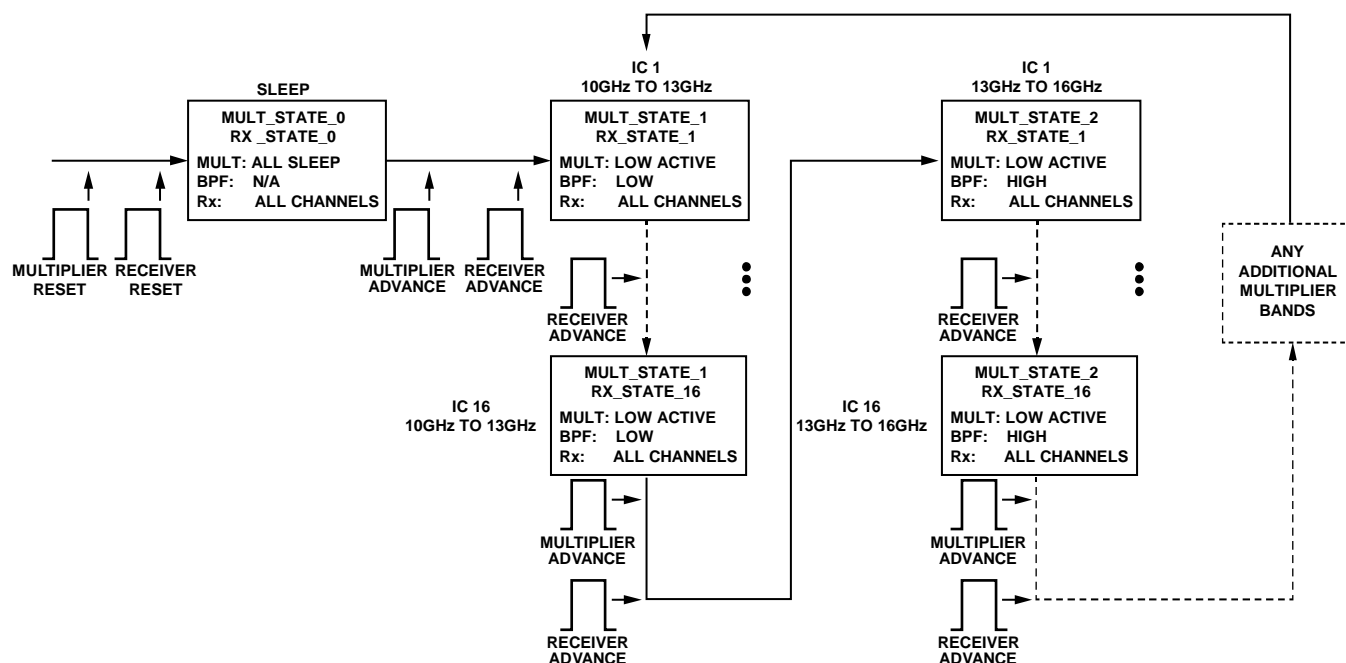 SLEEP
MULT_STATE_0
RX _STATE_0
MULT: ALL SLEEP
BPF: N/A
Rx: ALL CHANNELS
MULTIPLIER
RESET
RECEIVER
RESET
MULTIPLIER
ADVANCE
RECEIVER
ADVANCE
IC 1
10GHz TO 13GHz
MULT_STATE_1
RX_STATE_1
MULT: LOW ACTIVE
BPF: LOW
Rx: ALL CHANNELS
RECEIVER
ADVANCE
IC 16
10GHz TO 13GHz
MULT_STATE_1
RX_STATE_16
MULT: LOW ACTIVE
BPF: LOW
Rx: ALL CHANNELS
MULTIPLIER
ADVANCE
RECEIVER
ADVANCE
IC 1
13GHz TO 16GHz
MULT_STATE_2
RX_STATE_1
MULT: LOW ACTIVE
BPF: HIGH
Rx: ALL CHANNELS
RECEIVER
ADVANCE
IC 16
13GHz TO 16GHz
MULT_STATE_2
RX_STATE_16
MULT: LOW ACTIVE
BPF: HIGH
Rx: ALL CHANNELS
MULTIPLIER
ADVANCE
RECEIVER
ADVANCE
ANY
ADDITIONAL
MULTIPLIER
BANDS